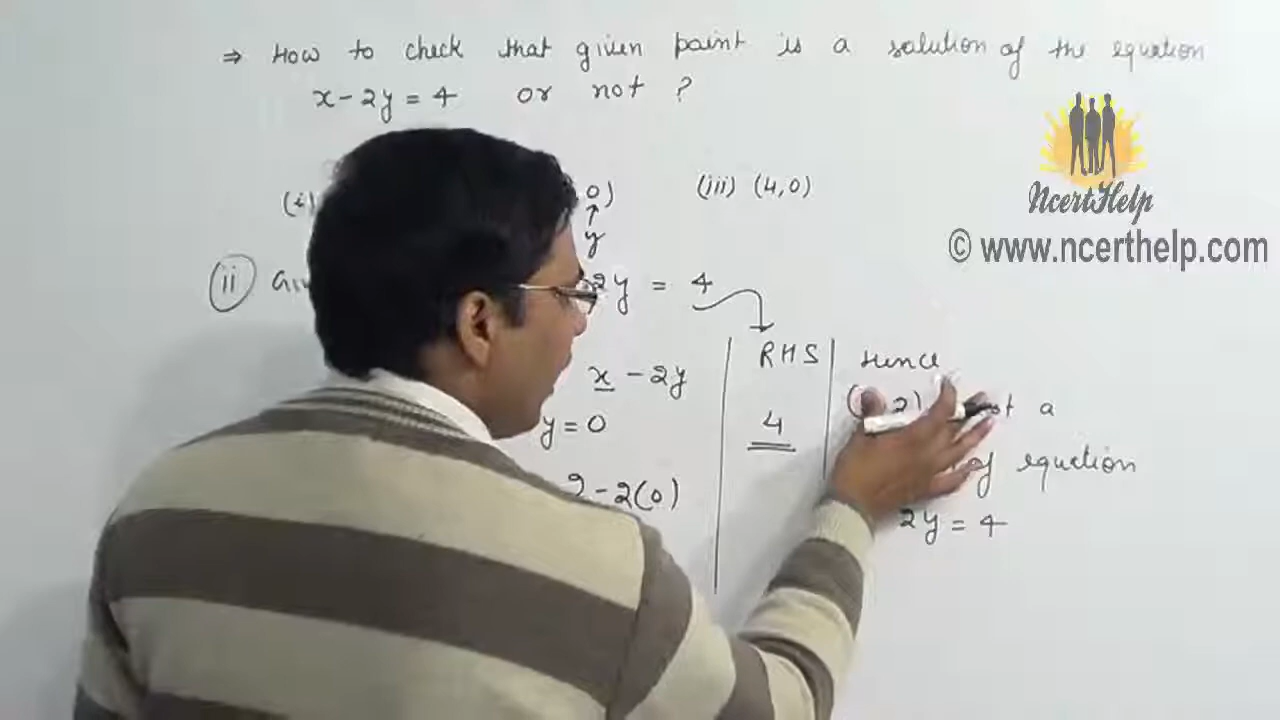 ⇒ How to check that given point is a solution of the equation
x - 2y = 4 or not ?
NcertHelp
© www.ncerthelp.com
(i) 0) (iii) (4,0)
↑
y
(ii) 2y = 4
RHS Hence
x - 2y
2) not a
y = 0 4
of equation
2 - 2(0)
2y = 4